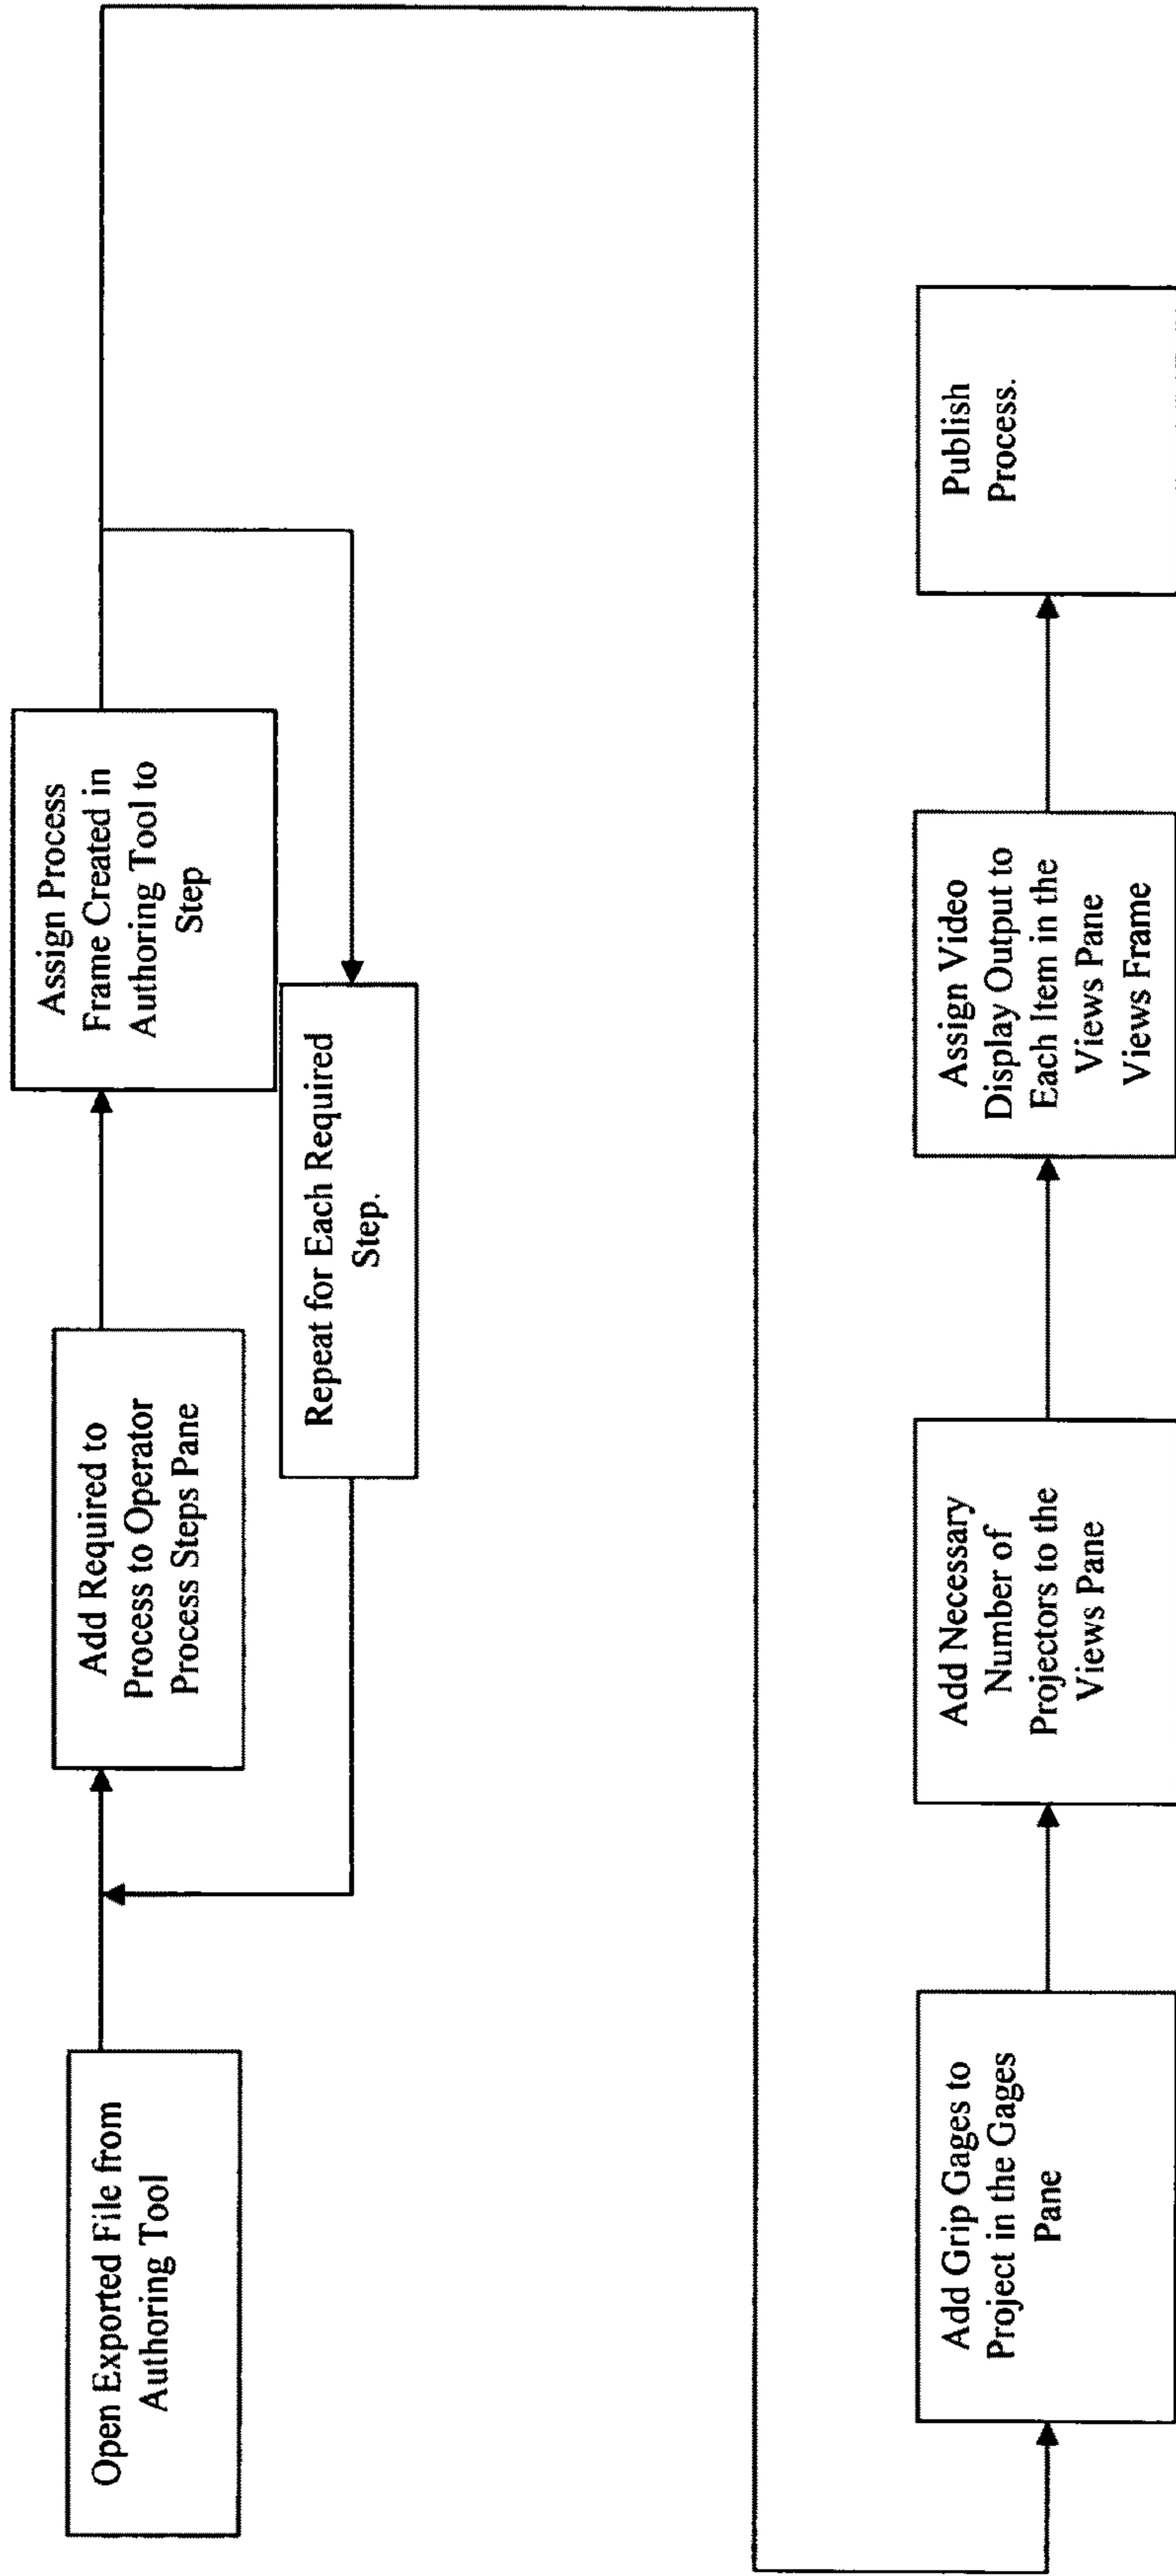 Open Exported File from
Authoring Tool
Add Required to
Process to Operator
Process Steps Pane
Assign Process
Frame Created in
Authoring Tool to
Step
Repeat for Each Required
Step.
Add Grip Gages to
Project in the Gages
Pane
Add Necessary
Number of
Projectors to the
Views Pane
Assign Video
Display Output to
Each Item in the
Views Pane
Views Frame
Publish
Process.